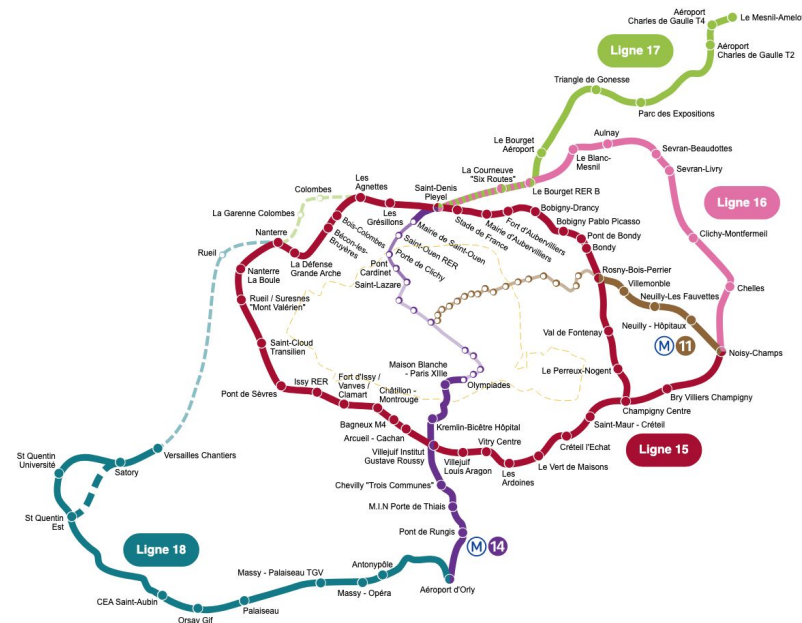 Aéroport
Charles de Gaulle T4
Le Mesnil-Amelot
Ligne 17
Aéroport
Charles de Gaulle T2
Triangle de Gonesse
Parc des Expositions
Le Bourget
Aéroport
Aulnay
Le Blanc-
Mesnil
Sevran-Beaudottes
Sevran-Livry
La Courneuve
"Six Routes"
Le Bourget RER B
Ligne 16
Colombes
Les
Agnettes
Saint-Denis
Pleyel
La Garenne Colombes
Les
Grésillons
Bois-Colombes
Bécon-les-
Bruyères
Mairie de Saint-Ouen
Saint-Ouen RER
Porte de Clichy
Stade de France
Mairie d'Aubervilliers
Fort d'Aubervilliers
Bobigny-Drancy
Bobigny Pablo Picasso
Pont de Bondy
Bondy
Nanterre
Rueil
La Défense
Grande Arche
Pont
Cardinet
Saint-Lazare
Clichy-Montfermeil
Nanterre
La Boule
Rosny-Bois-Perrier
Villemonble
Neuilly-Les Fauvettes
Chelles
Rueil / Suresnes
"Mont Valérien"
Neuilly - Hôpitaux
M 11
Val de Fontenay
Noisy-Champs
Saint-Cloud
Transilien
Maison Blanche
- Paris XIIIe
Olympiades
Le Perreux-Nogent
Pont de Sèvres
Issy RER
Fort d'Issy /
Vanves /
Clamart
Châtillon -
Montrouge
Bry Villiers Champigny
Champigny Centre
Bagneux M4
Arcueil - Cachan
Kremlin-Bicêtre Hôpital
Saint-Maur - Créteil
Ligne 15
Villejuif Institut
Gustave Roussy
Vitry Centre
Créteil l'Echat
Villejuif
Louis Aragon
Les
Ardoines
Le Vert de Maisons
St Quentin
Université
Versailles Chantiers
Satory
Chevilly "Trois Communes"
M.I.N Porte de Thiais
St Quentin
Est
Pont de Rungis
M 14
Ligne 18
Antonypôle
Massy - Palaiseau TGV
Massy - Opéra
Aéroport d'Orly
CEA Saint-Aubin
Palaiseau
Orsay Gif